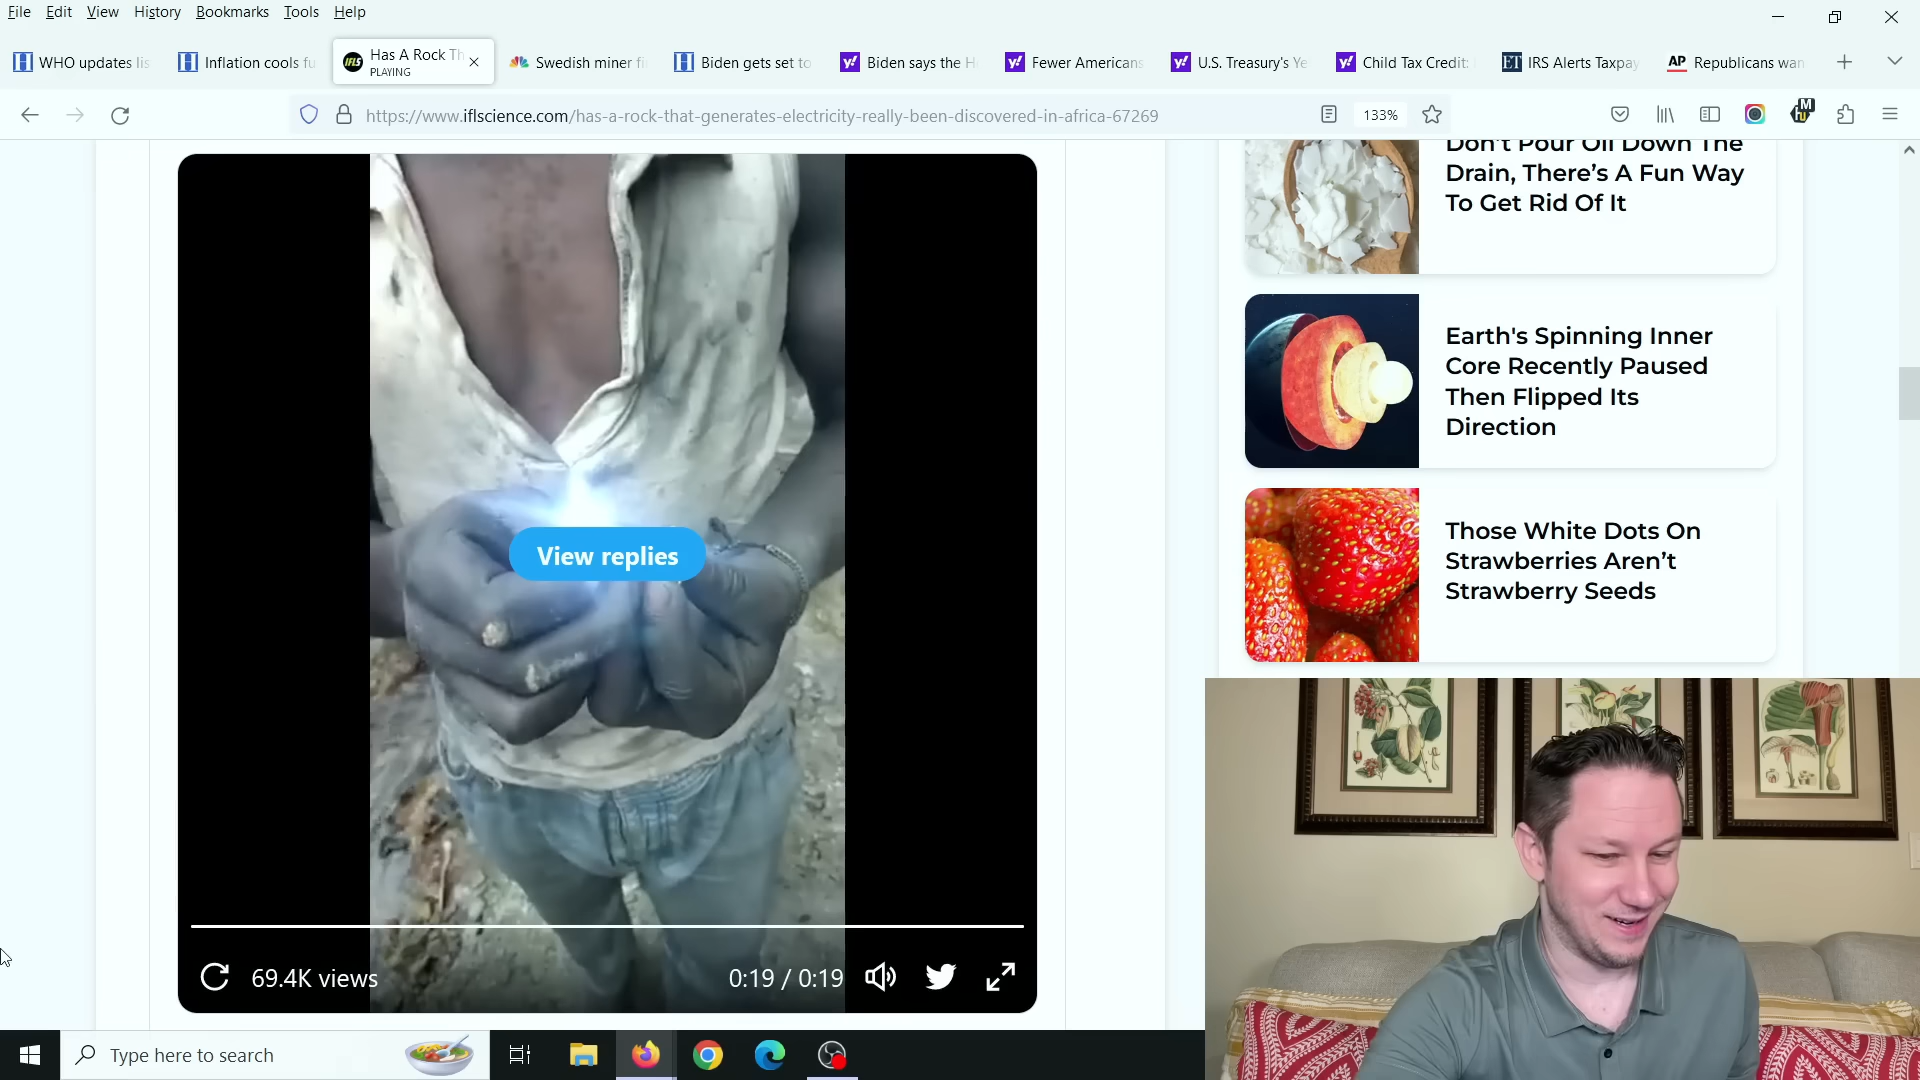 File Edit View History Bookmarks Tools Help
WHO updates lis
Inflation cools fu
Has A Rock Th
PLAYING
Swedish miner fi
Biden gets set to
Biden says the H
Fewer Americans
U.S. Treasury's Ye
Child Tax Credit:
IRS Alerts Taxpay
Republicans wan
https://www.iflscience.com/has-a-rock-that-generates-electricity-really-been-discovered-in-africa-67269
133%
Don't Pour Oil Down The
Drain, There's A Fun Way
To Get Rid Of It
Earth's Spinning Inner
Core Recently Paused
Then Flipped Its
Direction
Those White Dots On
Strawberries Aren't
Strawberry Seeds
View replies
69.4K views
0:19 / 0:19
Type here to search